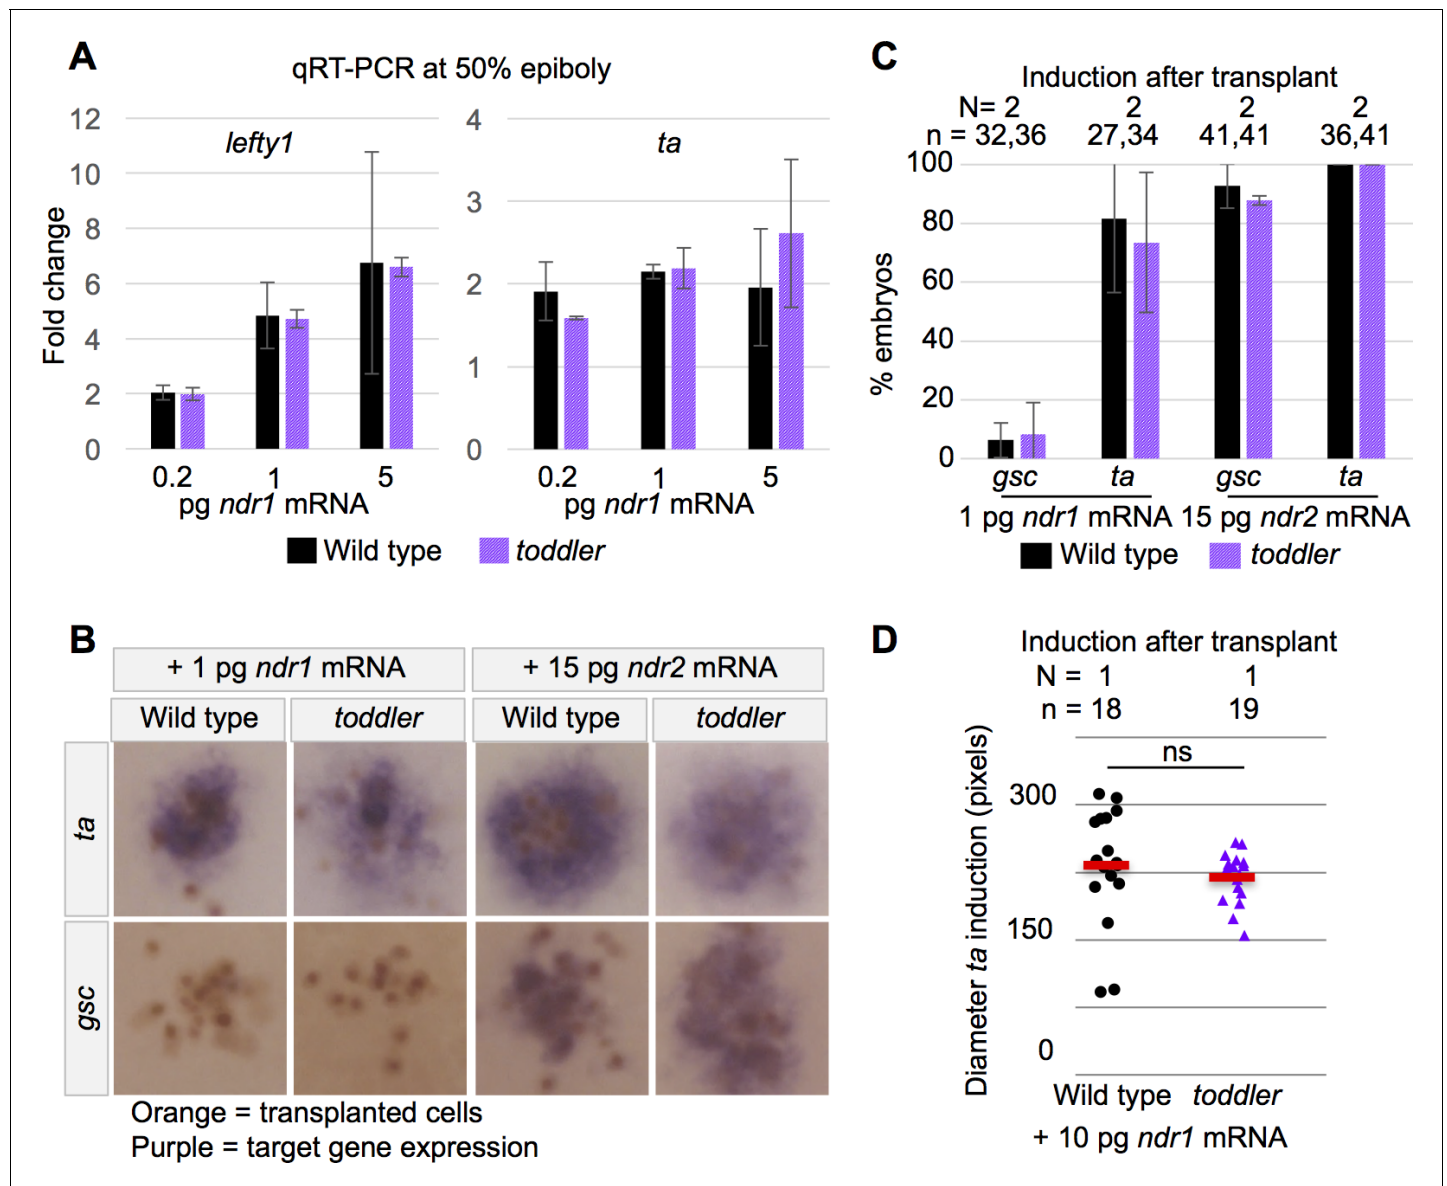 A
qRT-PCR at 50% epiboly
lefty1
ta
Fold change
12
10
8
6
4
2
0
4
3
2
1
0
0.2 1 5
pg ndr1 mRNA
0.2 1 5
pg ndr1 mRNA
Wild type toddler
C
Induction after transplant
N= 2 2 2 2
n = 32,36 27,34 41,41 36,41
% embryos
100
80
60
40
20
0
gsc ta gsc ta
1 pg ndr1 mRNA 15 pg ndr2 mRNA
Wild type toddler
B
+ 1 pg ndr1 mRNA + 15 pg ndr2 mRNA
Wild type toddler Wild type toddler
ta
gsc
Orange = transplanted cells
Purple = target gene expression
D
Induction after transplant
N = 1 1
n = 18 19
ns
Diameter ta induction (pixels)
300
150
0
Wild type toddler
+ 10 pg ndr1 mRNA